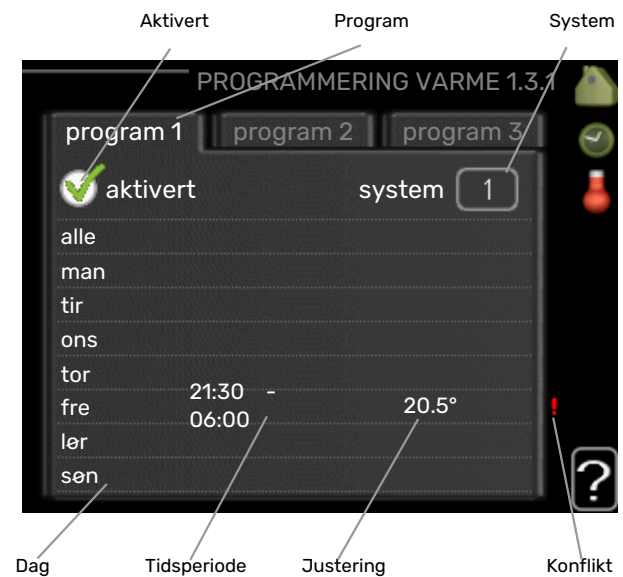 Aktivert Program System
PROGRAMMERING VARME 1.3.1
program 1 program 2 program 3
aktivert system 1
alle
man
tir
ons
tor
fre 21:30 - 20.5° !
06:00
lør
søn
?
Dag Tidsperiode Justering Konflikt